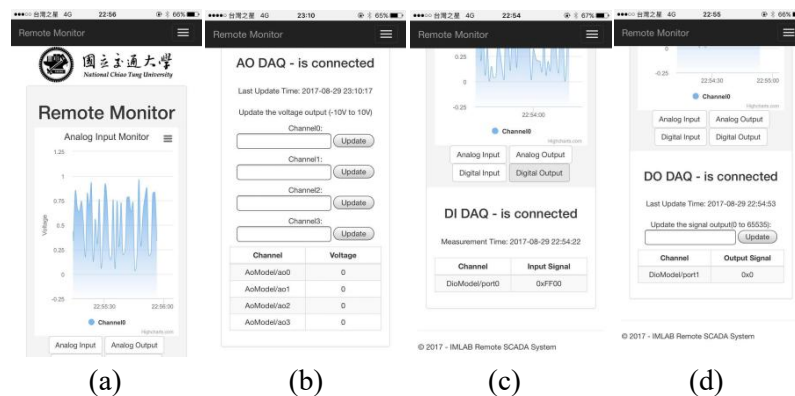 ●●●○○ 台灣之星 4G 22:56 66%
Remote Monitor
國立交通大學
National Chiao Tung University
Remote Monitor
Analog Input Monitor
1.25
1
0.75
0.5
0.25
0
-0.25
Voltage
22:55:30 22:56:00
Channel0
Highcharts.com
Analog Input Analog Output
(a)
●●●○○ 台灣之星 4G 23:10 65%
Remote Monitor
AO DAQ - is connected
Last Update Time: 2017-08-29 23:10:17
Update the voltage output (-10V to 10V)
Channel0:
Update
Channel1:
Update
Channel2:
Update
Channel3:
Update
Channel Voltage
AoModel/ao0 0
AoModel/ao1 0
AoModel/ao2 0
AoModel/ao3 0
(b)
●●●○○ 台灣之星 4G 22:54 67%
Remote Monitor
0.25
0
-0.25
22:54:00
Channel0
Highcharts.com
Analog Input Analog Output
Digital Input Digital Output
DI DAQ - is connected
Measurement Time: 2017-08-29 22:54:22
Channel Input Signal
DioModel/port0 0xFF00
© 2017 - IMLAB Remote SCADA System
(c)
●●●○○ 台灣之星 4G 22:55 66%
Remote Monitor
0
-0.25
22:54:30 22:55:00
Channel0
Highcharts.com
Analog Input Analog Output
Digital Input Digital Output
DO DAQ - is connected
Last Update Time: 2017-08-29 22:54:53
Update the signal output(0 to 65535):
Update
Channel Output Signal
DioModel/port1 0x0
© 2017 - IMLAB Remote SCADA System
(d)